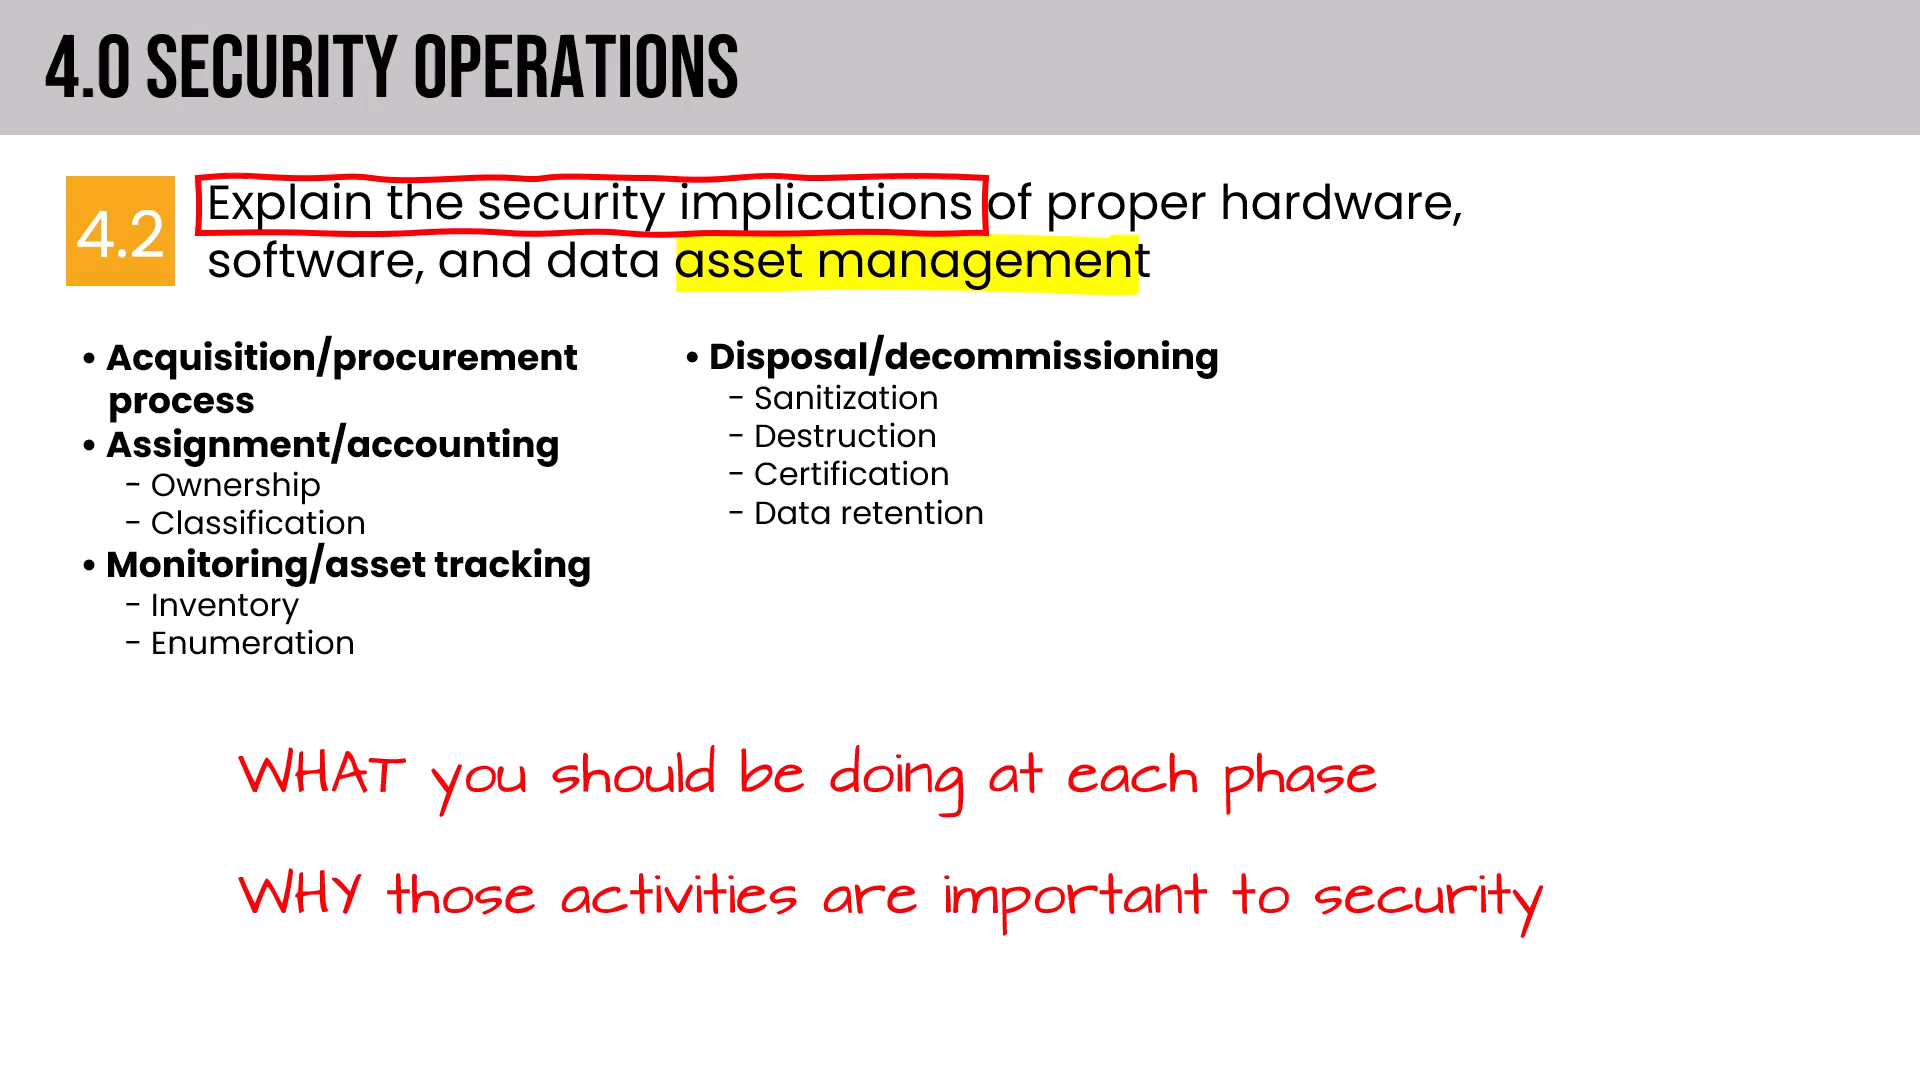 4.0 SECURITY OPERATIONS
4.2
Explain the security implications of proper hardware,
software, and data asset management
• Acquisition/procurement
process
• Assignment/accounting
- Ownership
- Classification
• Monitoring/asset tracking
- Inventory
- Enumeration
• Disposal/decommissioning
- Sanitization
- Destruction
- Certification
- Data retention
WHAT you should be doing at each phase
WHY those activities are important to security